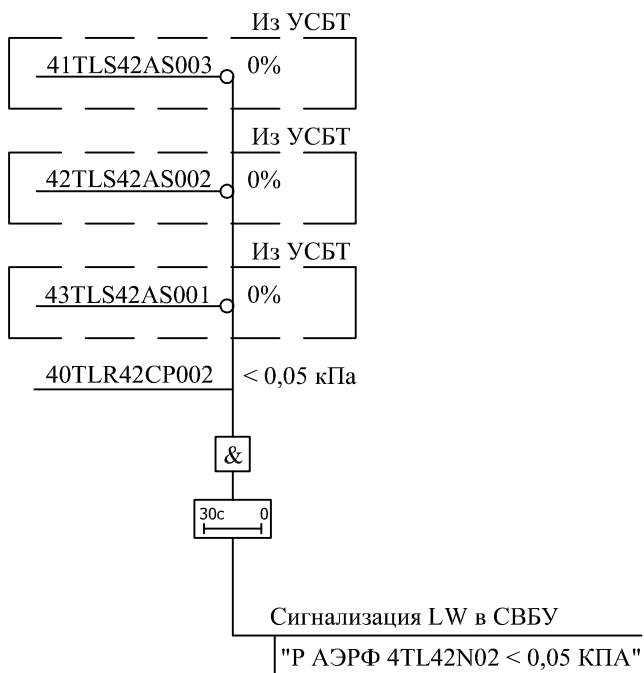 Из УСБТ
41TLS42AS003 0%
Из УСБТ
42TLS42AS002 0%
Из УСБТ
43TLS42AS001 0%
40TLR42CP002 < 0,05 кПа
&
30с 0
Сигнализация LW в СВБУ
"Р АЭРФ 4TL42N02 < 0,05 КПА"